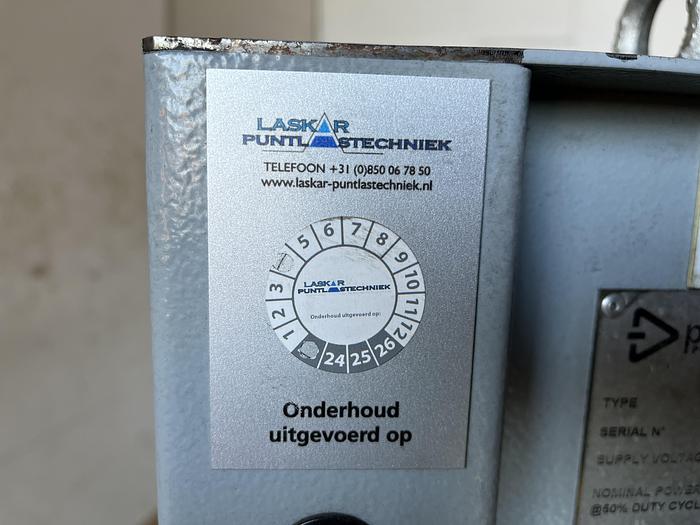 LASKAR
PUNTLASTECHNIEK
TELEFOON +31 (0)850 06 78 50
www.laskar-puntlastechniek.nl
1 2 3 5 6 7 8 9 10 11 12
24 25 26
LASKAR
PUNTLASTECHNIEK
Onderhoud uitgevoerd op:
Onderhoud
uitgevoerd op
TYPE
SERIAL N°
SUPPLY VOLTAG
NOMINAL POWER
@50% DUTY CYCL